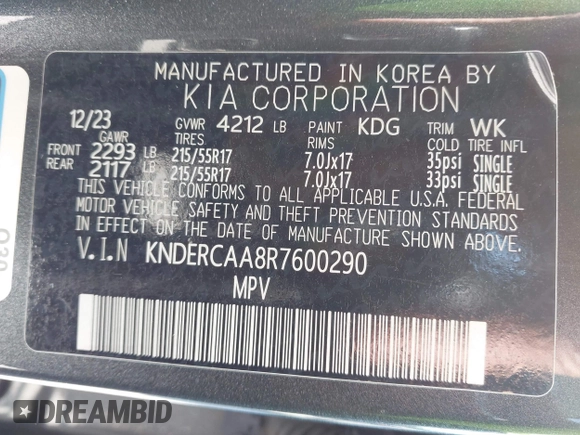 MANUFACTURED IN KOREA BY
KIA CORPORATION
12/23 GVWR 4212 LB PAINT KDG TRIM WK
GAWR TIRES RIMS COLD TIRE INFL
FRONT 2293 LB 215/55R17 7.0Jx17 35psi SINGLE
REAR 2117 LB 215/55R17 7.0Jx17 33psi SINGLE
THIS VEHICLE CONFORMS TO ALL APPLICABLE U.S.A. FEDERAL
MOTOR VEHICLE SAFETY AND THEFT PREVENTION STANDARDS
IN EFFECT ON THE DATE OF MANUFACTURE SHOWN ABOVE.
V.I.N KNDERCAA8R7600290
MPV
DREAMBID